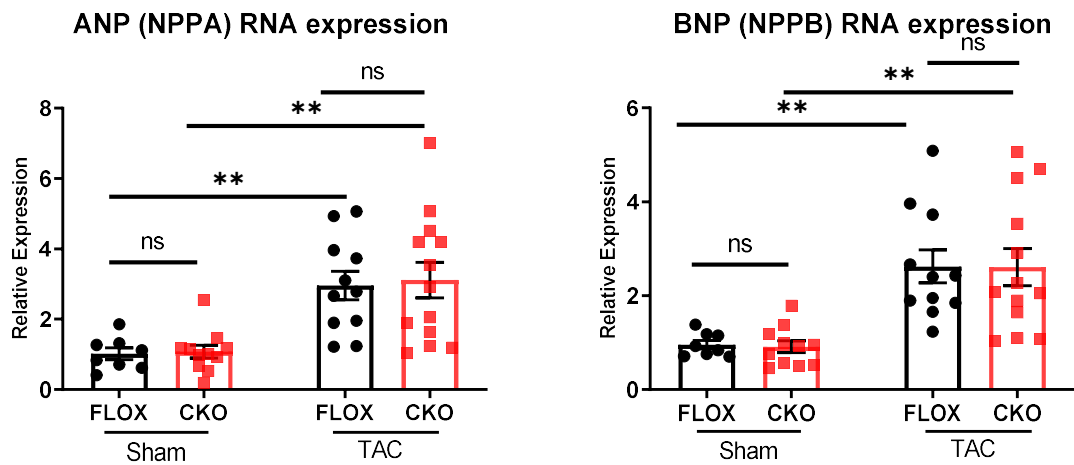 ANP (NPPA) RNA expression
ns
**
**
ns
Relative Expression
8
6
4
2
0
FLOX
CKO
FLOX
CKO
Sham
TAC
BNP (NPPB) RNA expression
ns
**
**
ns
Relative Expression
6
4
2
0
FLOX
CKO
FLOX
CKO
Sham
TAC